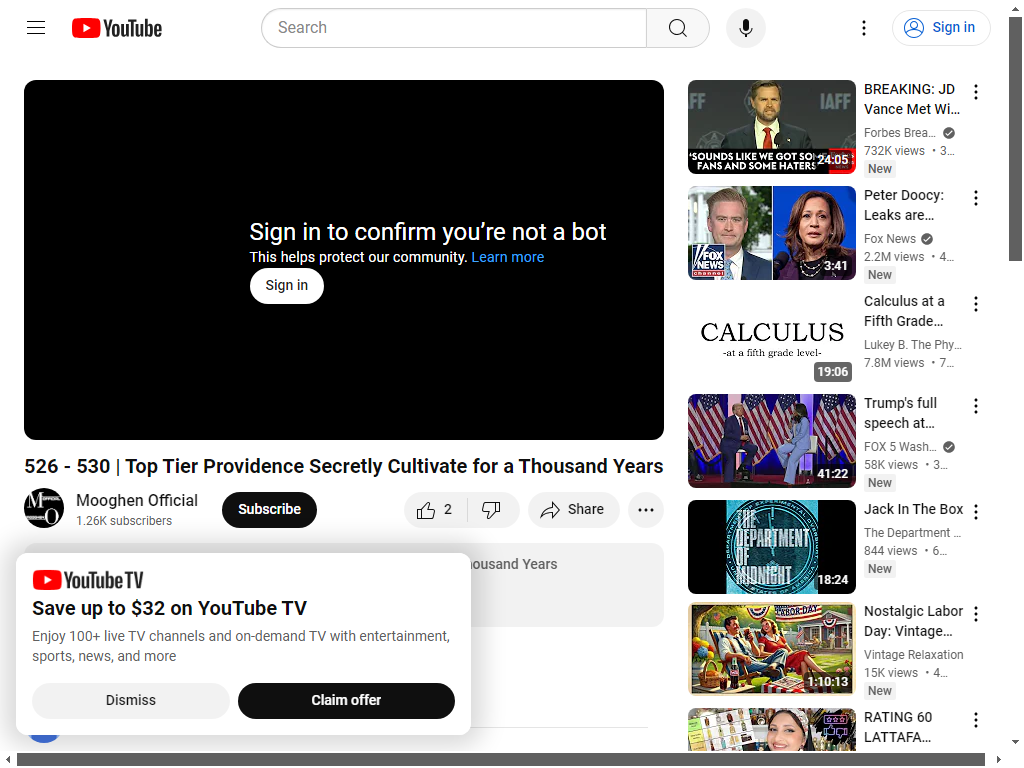 YouTube
Search
Sign in
Sign in to confirm you’re not a bot
This helps protect our community. Learn more
Sign in
526 - 530 | Top Tier Providence Secretly Cultivate for a Thousand Years
Mooghen Official
1.26K subscribers
Subscribe
2
Share
housand Years
YouTube TV
Save up to $32 on YouTube TV
Enjoy 100+ live TV channels and on-demand TV with entertainment,
sports, news, and more
Dismiss
Claim offer
IAFF
'SOUNDS LIKE WE GOT SOME
FANS AND SOME HATERS
24:05
BREAKING: JD
Vance Met Wi...
Forbes Brea...
732K views • 3...
New
FOX
NEWS
channel
3:41
Peter Doocy:
Leaks are...
Fox News
2.2M views • 4...
New
CALCULUS
-at a fifth grade level-
19:06
Calculus at a
Fifth Grade...
Lukey B. The Phy...
7.8M views • 7...
41:22
Trump's full
speech at...
FOX 5 Wash...
58K views • 3...
New
THE
DEPARTMENT
OF
MIDNIGHT
18:24
Jack In The Box
The Department ...
844 views • 6...
New
LABOR DAY
1:10:13
Nostalgic Labor
Day: Vintage...
Vintage Relaxation
15K views • 4...
New
RATING 60
LATTAFA...